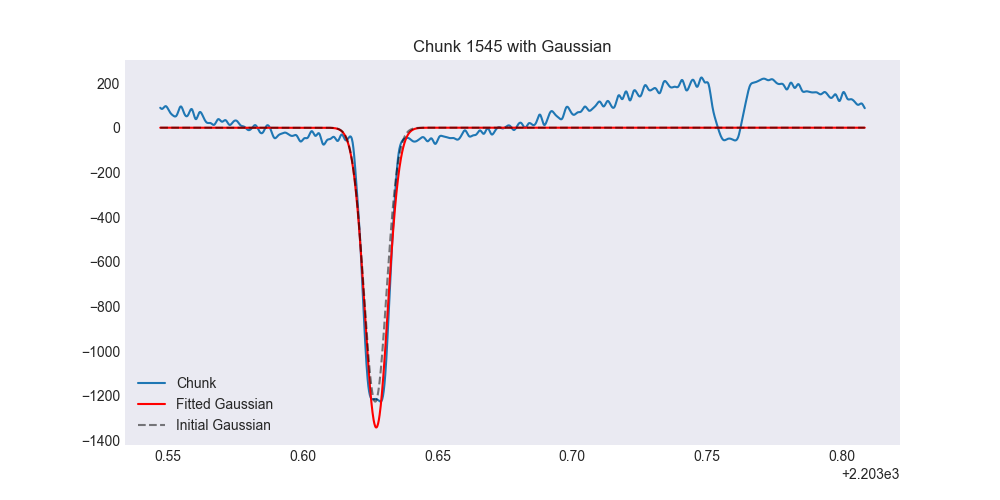 Chunk 1545 with Gaussian
200
0
−200
−400
−600
−800
−1000
−1200
−1400
Chunk
Fitted Gaussian
Initial Gaussian
0.55 0.60 0.65 0.70 0.75 0.80
+2.203e3